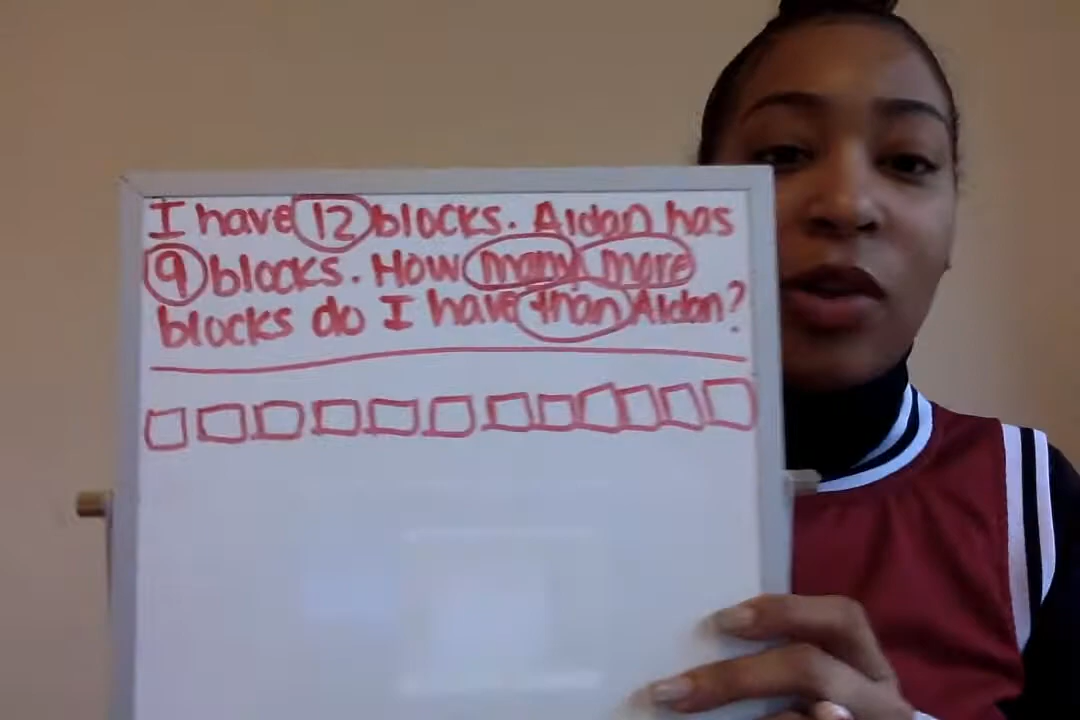 I have 12 blocks. Aidan has
9 blocks. How many more
blocks do I have than Aidan?